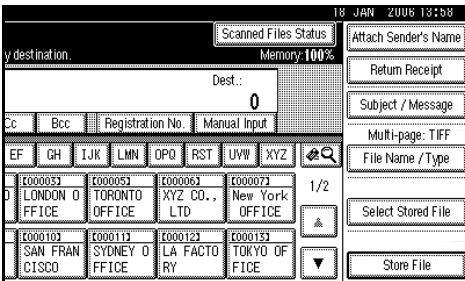 18 JAN 2006 13:58
Scanned Files Status
Attach Sender's Name
y destination.
Memory:100%
Return Receipt
Dest.:
0
Subject / Message
Cc
Bcc
Registration No.
Manual Input
Multi-page: TIFF
File Name / Type
EF
GH
IJK
LMN
OPQ
RST
UVW
XYZ
1/2
[00003]
LONDON O
FFICE
[00005]
TORONTO
OFFICE
[00006]
XYZ CO.,
LTD
[00007]
New York
OFFICE
Select Stored File
[00010]
SAN FRAN
CISCO
[00011]
SYDNEY O
FFICE
[00012]
LA FACTO
RY
[00013]
TOKYO OF
FICE
Store File